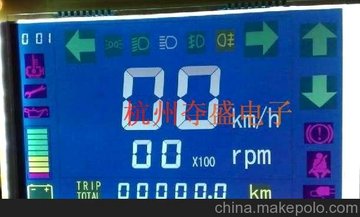 001
00 km/h
杭州夺盛电子
00 X100 rpm
TRIP
TOTAL 00000.0 km
china.makepolo.com